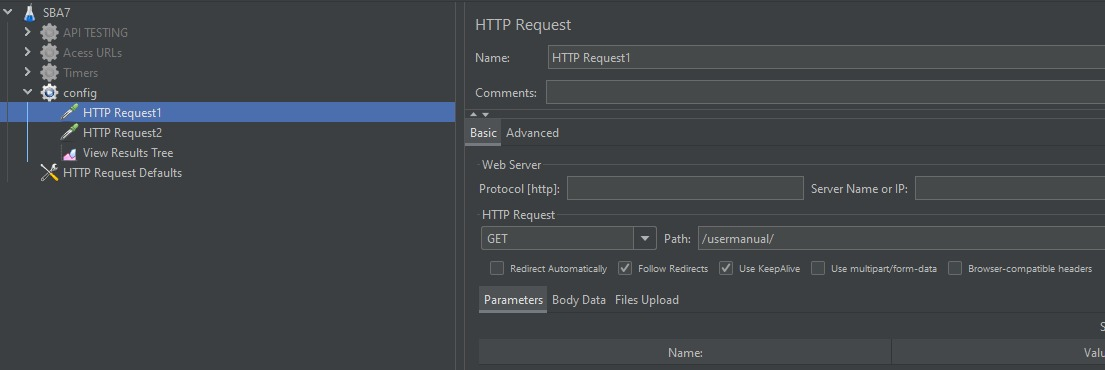 SBA7
API TESTING
Acess URLs
Timers
config
HTTP Request1
HTTP Request2
View Results Tree
HTTP Request Defaults
HTTP Request
Name: HTTP Request1
Comments:
Basic Advanced
Web Server
Protocol [http]: Server Name or IP:
HTTP Request
GET Path: /usermanual/
Redirect Automatically Follow Redirects Use KeepAlive Use multipart/form-data Browser-compatible headers
Parameters Body Data Files Upload
S
Name: Valu